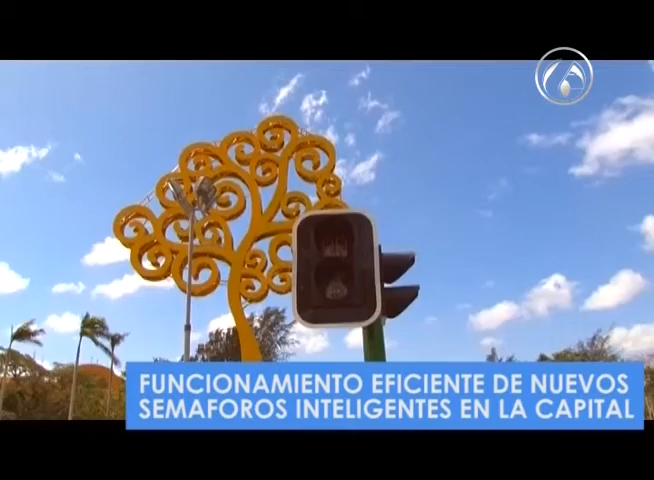 FUNCIONAMIENTO EFICIENTE DE NUEVOS
SEMAFOROS INTELIGENTES EN LA CAPITAL